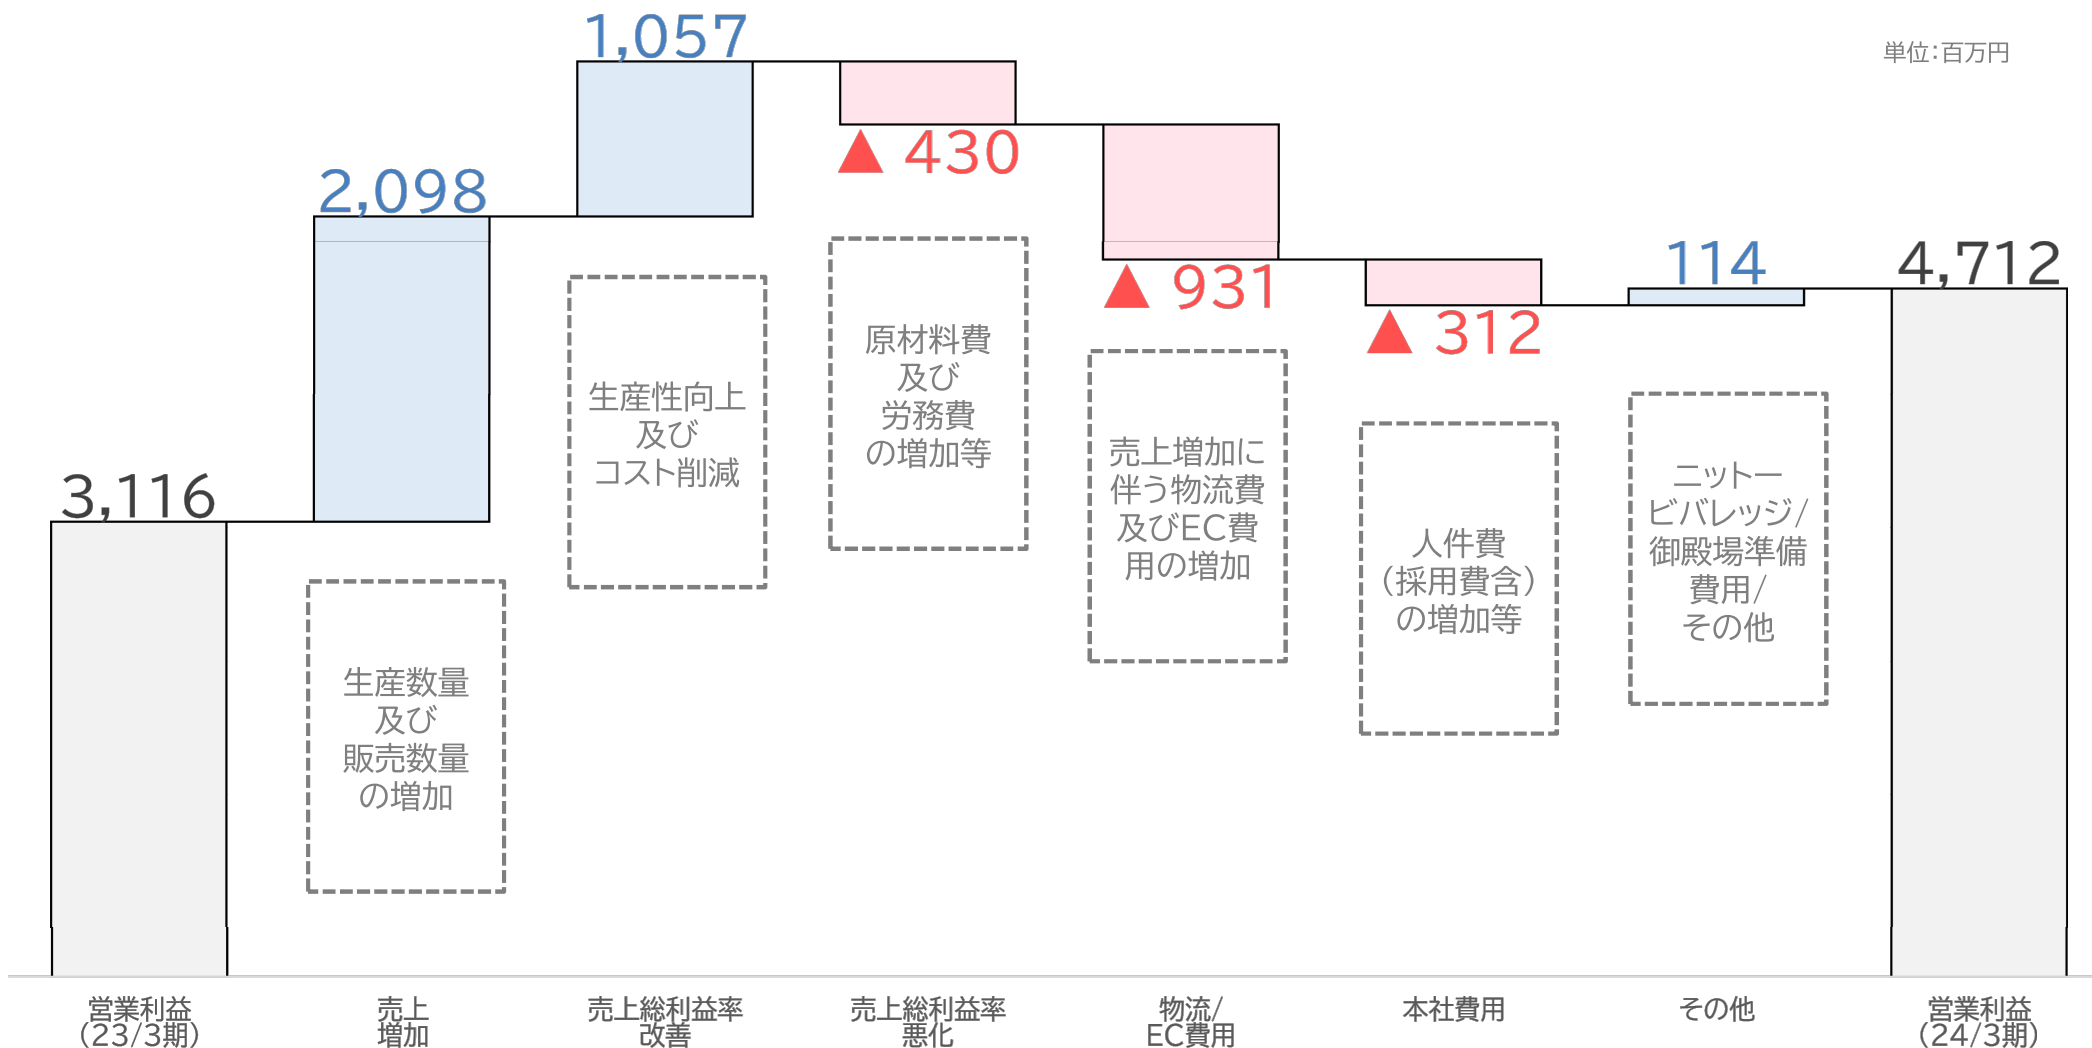 単位：百万円
3,116
2,098
1,057
▲ 430
▲ 931
▲ 312
114
4,712
生産数量
及び
販売数量
の増加
生産性向上
及び
コスト削減
原材料費
及び
労務費
の増加等
売上増加に
伴う物流費
及びEC費
用の増加
人件費
（採用費含）
の増加等
ニットー
ビバレッジ/
御殿場準備
費用/
その他
営業利益
（23/3期）
売上
増加
売上総利益率
改善
売上総利益率
悪化
物流/
EC費用
本社費用
その他
営業利益
（24/3期）